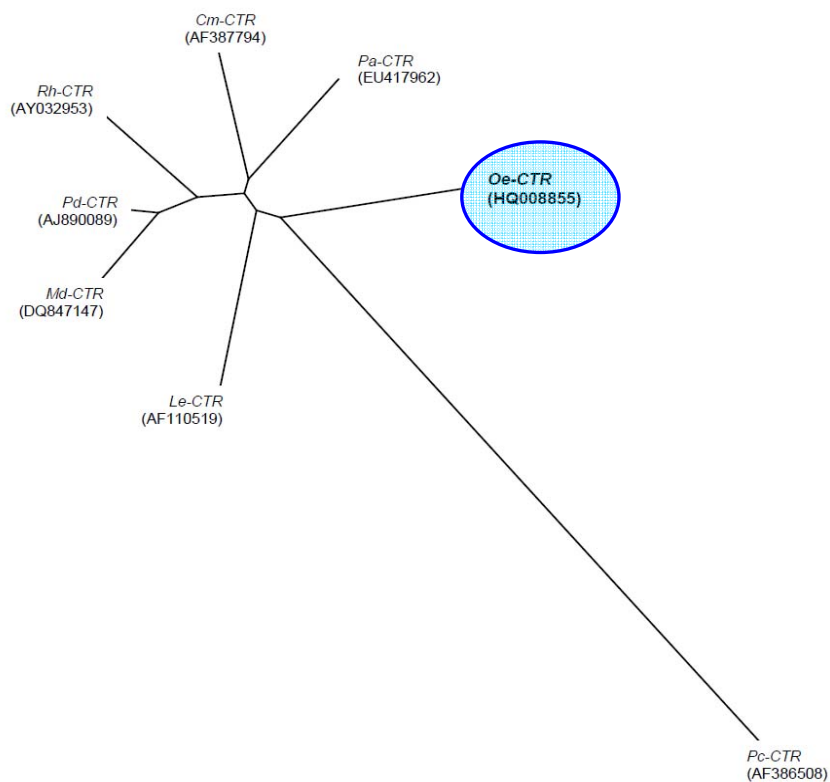 Cm-CTR
(AF387794)
Pa-CTR
(EU417962)
Rh-CTR
(AY032953)
Oe-CTR
(HQ008855)
Pd-CTR
(AJ890089)
Md-CTR
(DQ847147)
Le-CTR
(AF110519)
Pc-CTR
(AF386508)